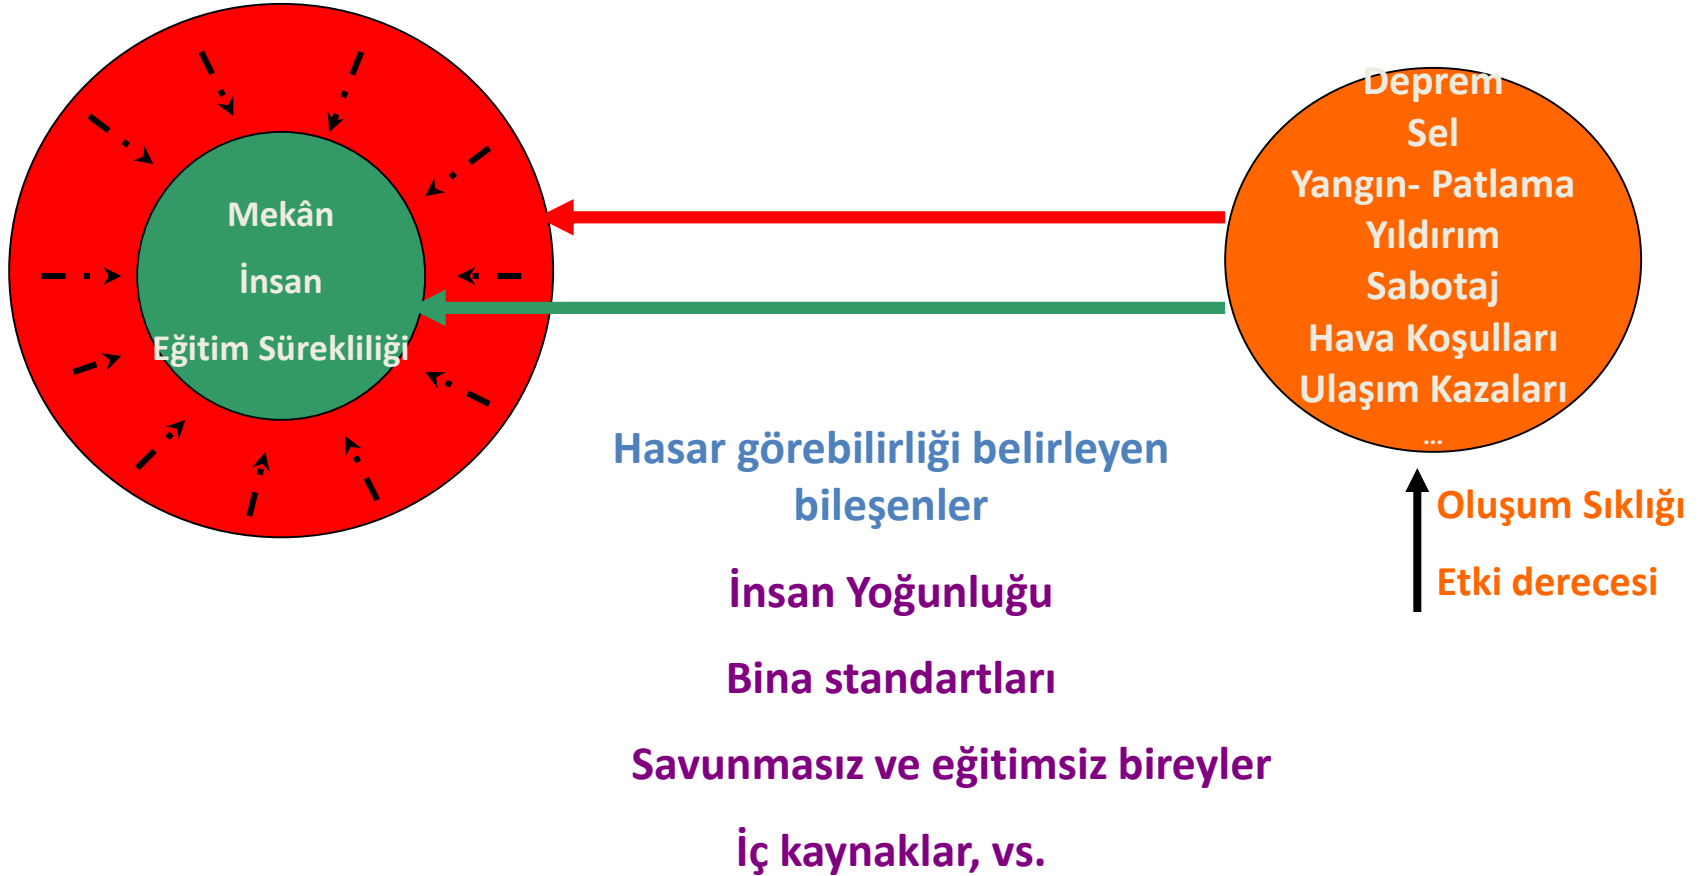 Mekân
İnsan
Eğitim Sürekliliği
Deprem
Sel
Yangın- Patlama
Yıldırım
Sabotaj
Hava Koşulları
Ulaşım Kazaları
...
Hasar görebilirliği belirleyen
bileşenler
İnsan Yoğunluğu
Bina standartları
Savunmasız ve eğitimsiz bireyler
İç kaynaklar, vs.
Oluşum Sıklığı
Etki derecesi